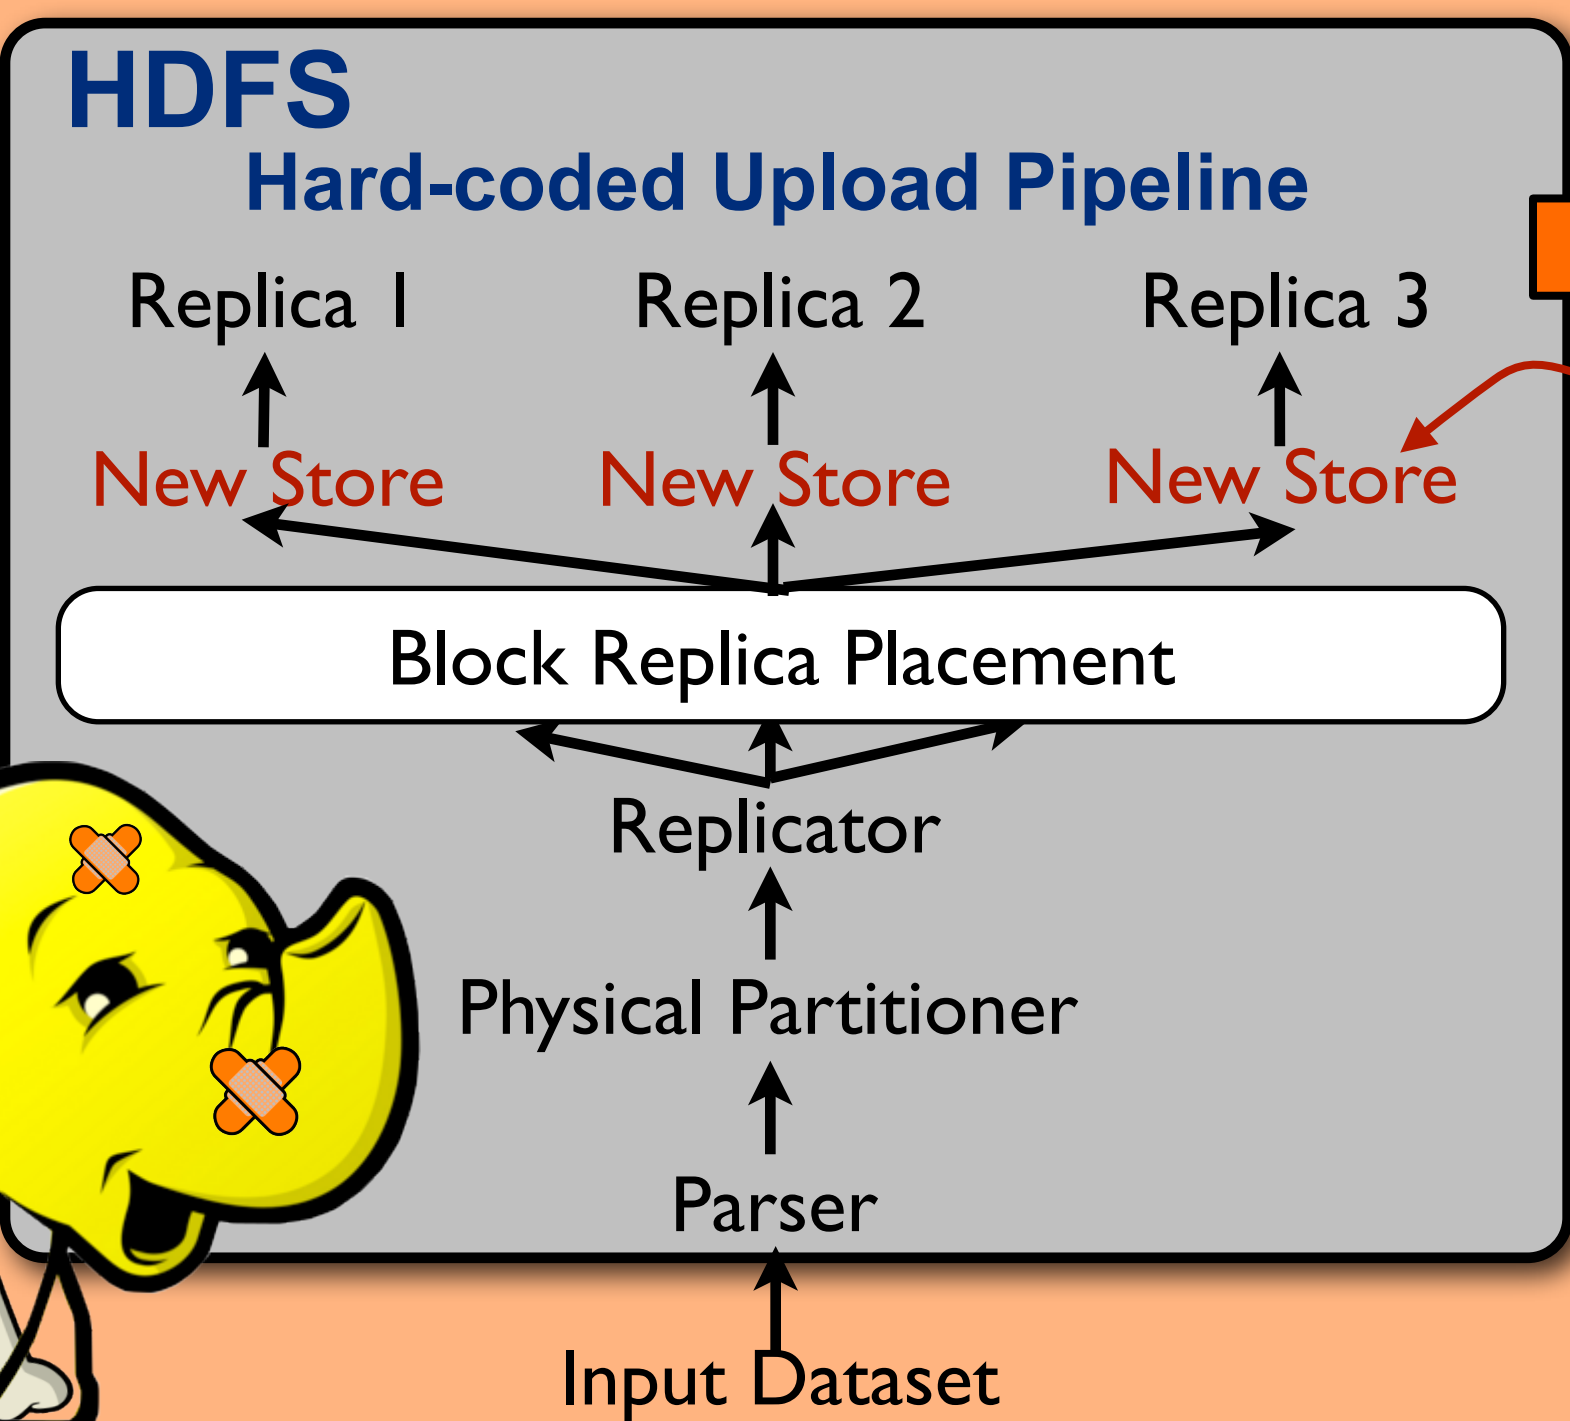 HDFS
Hard-coded Upload Pipeline
Replica 1 Replica 2 Replica 3
New Store New Store New Store
Block Replica Placement
Replicator
Physical Partitioner
Parser
Input Dataset